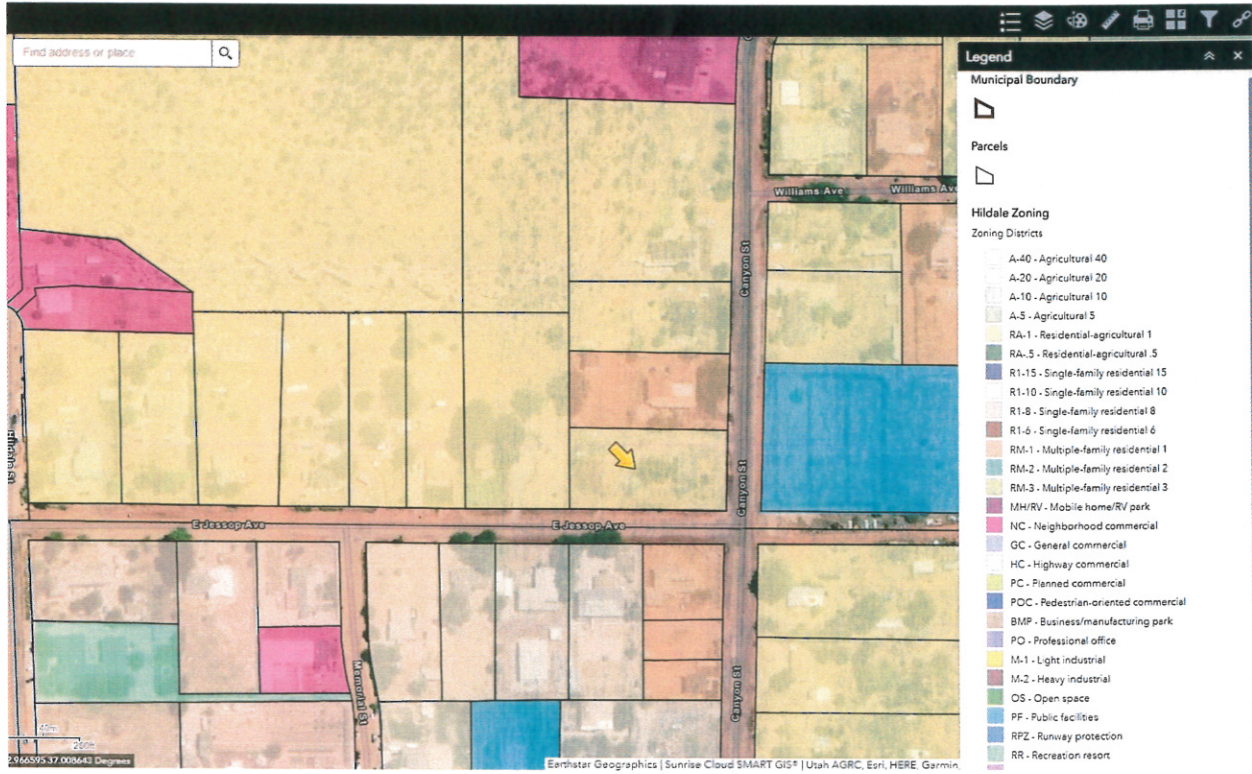 Find address or place
Legend
Municipal Boundary
Parcels
Hildale Zoning
Zoning Districts
A-40 - Agricultural 40
A-20 - Agricultural 20
A-10 - Agricultural 10
A-5 - Agricultural 5
RA-1 - Residential-agricultural 1
RA-.5 - Residential-agricultural .5
R1-15 - Single-family residential 15
R1-10 - Single-family residential 10
R1-8 - Single-family residential 8
R1-6 - Single-family residential 6
RM-1 - Multiple-family residential 1
RM-2 - Multiple-family residential 2
RM-3 - Multiple-family residential 3
MH/RV - Mobile home/RV park
NC - Neighborhood commercial
GC - General commercial
HC - Highway commercial
PC - Planned commercial
POC - Pedestrian-oriented commercial
BMP - Business/manufacturing park
PO - Professional office
M-1 - Light industrial
M-2 - Heavy industrial
OS - Open space
PF - Public facilities
RPZ - Runway protection
RR - Recreation resort
Williams Ave
Williams Ave
Canyon St
Canyon St
E Jessop Ave
E Jessop Ave
Memorial St
Canyon St
40m
200ft
2.966595 37.008643 Degrees
Earthstar Geographics | Sunrise Cloud SMART GIS® | Utah AGRC, Esri, HERE, Garmin,